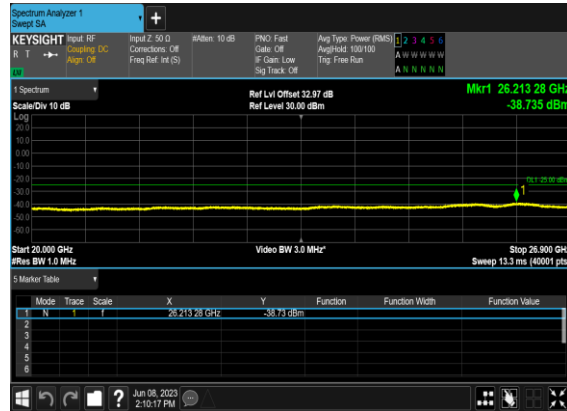 Spectrum Analyzer 1
Swept SA
+
KEYSIGHT Input: RF
R T
Coupling: DC
Align: Off
Input Z: 50 Ω
Corrections: Off
Freq Ref: Int (S)
#Atten: 10 dB
PNO: Fast
Gate: Off
IF Gain: Low
Sig Track: Off
Avg Type: Power (RMS)
Avg|Hold: 100/100
Trig: Free Run
1 2 3 4 5 6
A W W W W W
A N N N N N
LW
1 Spectrum
Scale/Div 10 dB
Ref Lvl Offset 32.97 dB
Ref Level 30.00 dBm
Mkr1 26.213 28 GHz
-38.735 dBm
Log
20.0
10.0
0.00
-10.0
-20.0
-30.0
-40.0
-50.0
-60.0
DL1 -25.00 dBm
1
Start 20.000 GHz
#Res BW 1.0 MHz
Video BW 3.0 MHz*
Stop 26.900 GHz
Sweep 13.3 ms (40001 pts
5 Marker Table
Mode Trace Scale X Y Function Function Width Function Value
1 N 1 f 26.213 28 GHz -38.73 dBm
2
3
4
5
6
?
Jun 08, 2023
2:10:17 PM